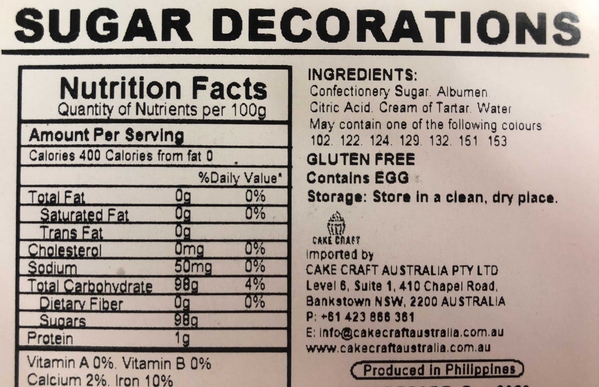 SUGAR DECORATIONS
Nutrition Facts
Quantity of Nutrients per 100g
Amount Per Serving
Calories 400 Calories from fat 0
%Daily Value*
Total Fat 0g 0%
Saturated Fat 0g 0%
Trans Fat 0g
Cholesterol 0mg 0%
Sodium 50mg 0%
Total Carbohydrate 98g 4%
Dietary Fiber 0g 0%
Sugars 98g
Protein 1g
Vitamin A 0%. Vitamin B 0%
Calcium 2%. Iron 10%
INGREDIENTS:
Confectionery Sugar. Albumen
Citric Acid. Cream of Tartar. Water
May contain one of the following colours
102. 122. 124. 129. 132. 151 153
GLUTEN FREE
Contains EGG
Storage: Store in a clean, dry place.
CAKE CRAFT
Imported by
CAKE CRAFT AUSTRALIA PTY LTD
Level 6, Suite 1, 410 Chapel Road,
Bankstown NSW, 2200 AUSTRALIA
P: +61 423 866 361
E: info@cakecraftaustralia.com.au
www.cakecraftaustralia.com.au
Produced in Philippines